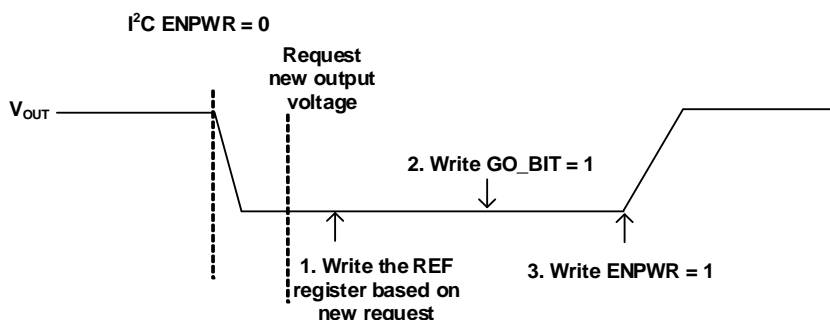 I²C ENPWR = 0
Request
new output
voltage
VOUT
2. Write GO_BIT = 1
1. Write the REF
register based on
new request
3. Write ENPWR = 1